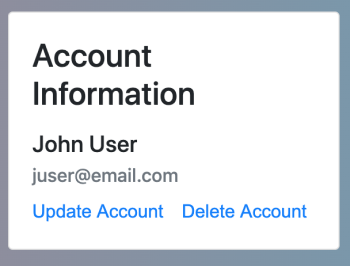 Account
Information
John User
juser@email.com
Update Account Delete Account